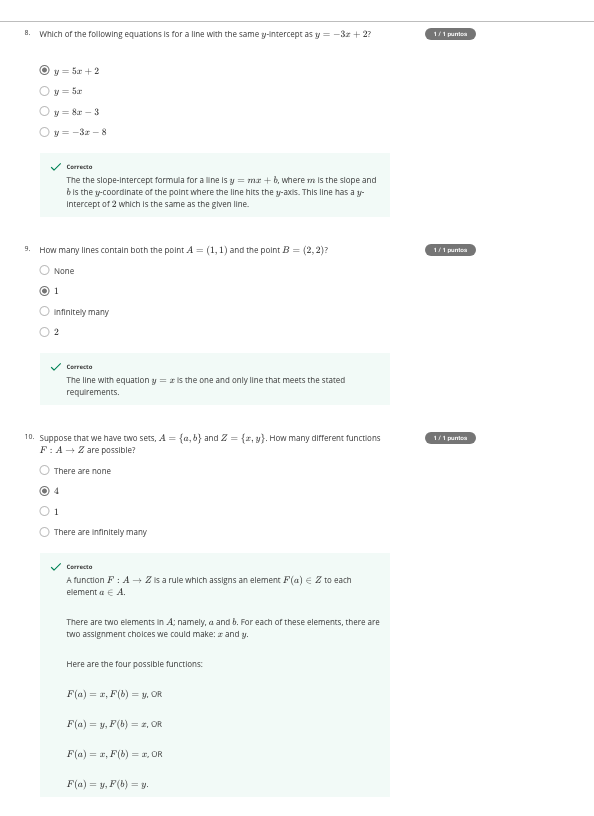 8. Which of the following equations is for a line with the same y-intercept as y = −3x + 2?
1 / 1 puntos
y = 5x + 2
y = 5x
y = 8x − 3
y = −3x − 8
Correcto
The the slope-intercept formula for a line is y = mx + b, where m is the slope and
b is the y-coordinate of the point where the line hits the y-axis. This line has a y-
intercept of 2 which is the same as the given line.
9. How many lines contain both the point A = (1, 1) and the point B = (2, 2)?
1 / 1 puntos
None
1
Infinitely many
2
Correcto
The line with equation y = x is the one and only line that meets the stated
requirements.
10. Suppose that we have two sets, A = {a, b} and Z = {x, y}. How many different functions
F : A → Z are possible?
1 / 1 puntos
There are none
4
1
There are infinitely many
Correcto
A function F : A → Z is a rule which assigns an element F(a) ∈ Z to each
element a ∈ A.
There are two elements in A; namely, a and b. For each of these elements, there are
two assignment choices we could make: x and y.
Here are the four possible functions:
F(a) = x, F(b) = y, OR
F(a) = y, F(b) = x, OR
F(a) = x, F(b) = x, OR
F(a) = y, F(b) = y.